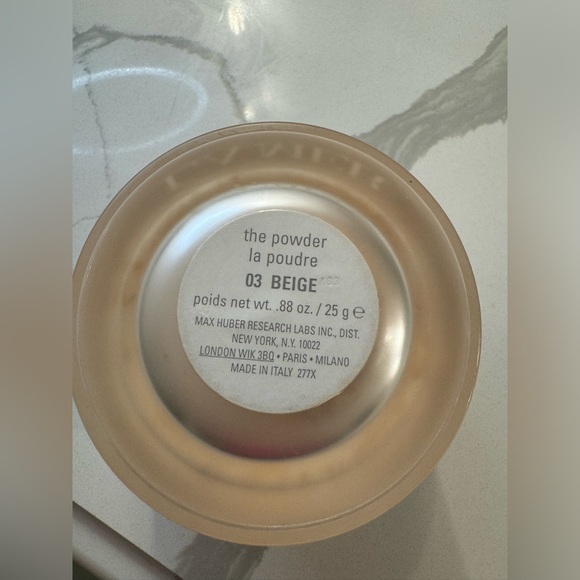 the powder
la poudre
03 BEIGE
poids net wt. .88 oz. / 25 g ℮
MAX HUBER RESEARCH LABS INC., DIST.
NEW YORK, N.Y. 10022
LONDON WIK 3BQ • PARIS • MILANO
MADE IN ITALY 277X